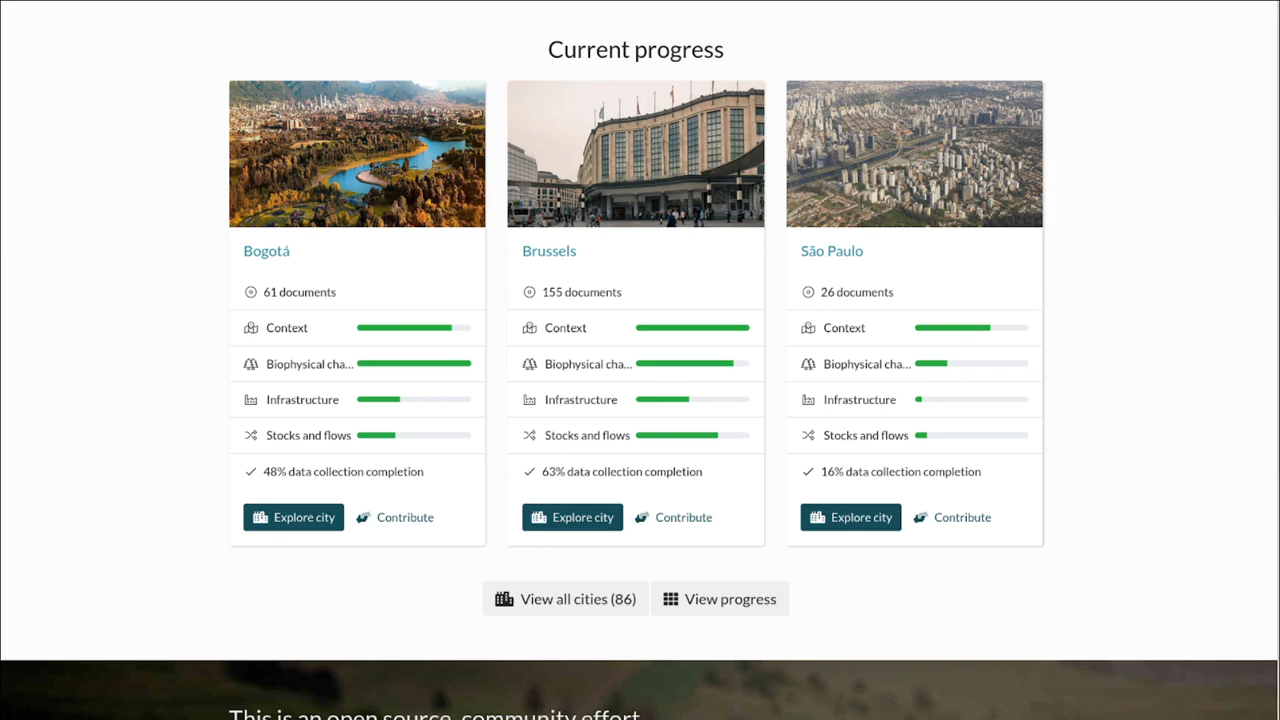 Current progress
Bogotá
61 documents
Context
Biophysical cha...
Infrastructure
Stocks and flows
48% data collection completion
Explore city
Contribute
Brussels
155 documents
Context
Biophysical cha...
Infrastructure
Stocks and flows
63% data collection completion
Explore city
Contribute
São Paulo
26 documents
Context
Biophysical cha...
Infrastructure
Stocks and flows
16% data collection completion
Explore city
Contribute
View all cities (86)
View progress
This is an open source, community effort